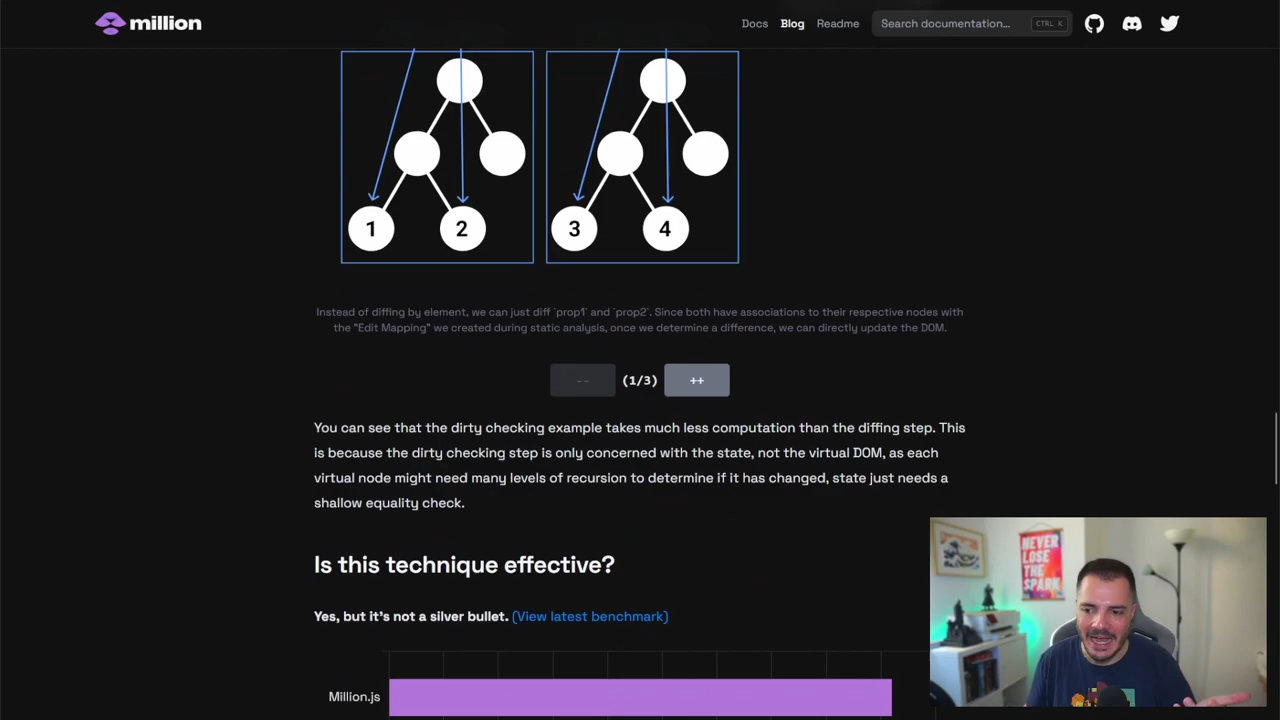 million
Docs Blog Readme Search documentation... CTRL K
1 2 3 4
Instead of diffing by element, we can just diff `prop1` and `prop2`. Since both have associations to their respective nodes with
the "Edit Mapping" we created during static analysis, once we determine a difference, we can directly update the DOM.
-- (1/3) ++
You can see that the dirty checking example takes much less computation than the diffing step. This
is because the dirty checking step is only concerned with the state, not the virtual DOM, as each
virtual node might need many levels of recursion to determine if it has changed, state just needs a
shallow equality check.
NEVER
LOSE
THE
SPARK
Is this technique effective?
Yes, but it's not a silver bullet. (View latest benchmark)
Million.js